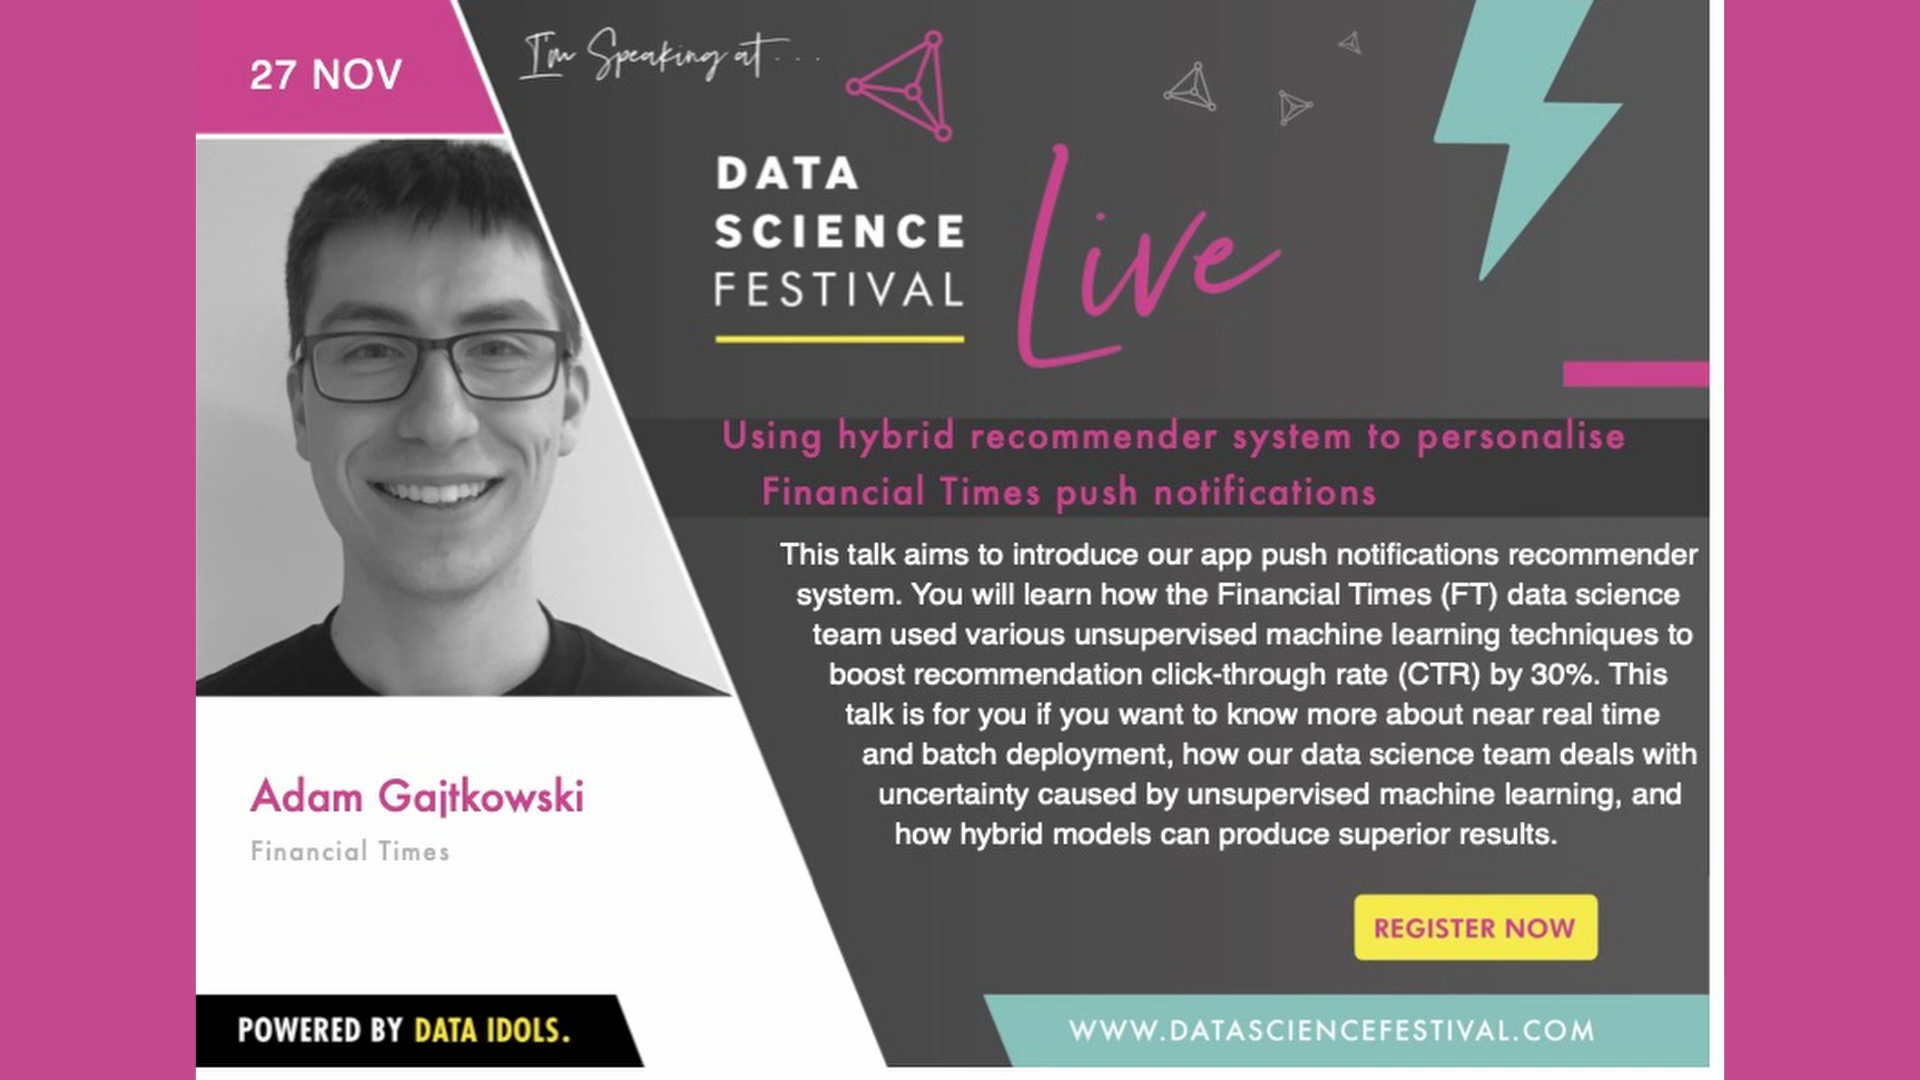 27 NOV
I'm Speaking at...
DATA
SCIENCE
FESTIVAL
Live
Using hybrid recommender system to personalise
Financial Times push notifications
This talk aims to introduce our app push notifications recommender
system. You will learn how the Financial Times (FT) data science
team used various unsupervised machine learning techniques to
boost recommendation click-through rate (CTR) by 30%. This
talk is for you if you want to know more about near real time
and batch deployment, how our data science team deals with
uncertainty caused by unsupervised machine learning, and
how hybrid models can produce superior results.
Adam Gajtkowski
Financial Times
REGISTER NOW
POWERED BY DATA IDOLS.
WWW.DATASCIENCEFESTIVAL.COM